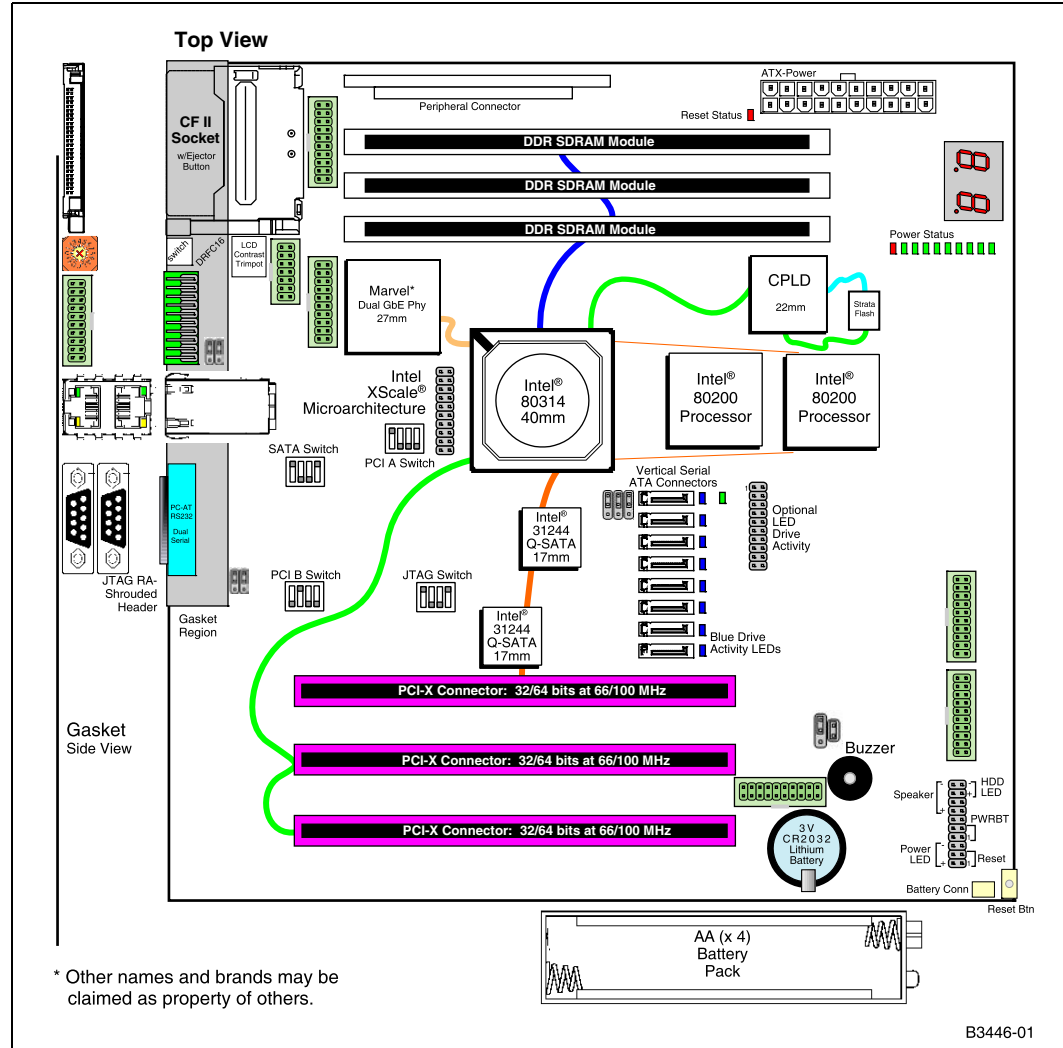 Top View
ATX-Power
Peripheral Connector
Reset Status
CF II
Socket
w/Ejector
Button
DDR SDRAM Module
DDR SDRAM Module
DDR SDRAM Module
Power Status
switch
DRFC16
LCD
Contrast
Trimpot
Marvel*
Dual GbE Phy
27mm
CPLD
22mm
Strata
Flash
Intel®
80314
40mm
Intel®
80200
Processor
Intel®
80200
Processor
Intel
XScale®
Microarchitecture
PCI A Switch
SATA Switch
Vertical Serial
ATA Connectors
1
Optional
LED
Drive
Activity
PC-AT
RS232
Dual
Serial
Intel®
31244
Q-SATA
17mm
JTAG RA-
Shrouded
Header
PCI B Switch
JTAG Switch
Gasket
Region
Intel®
31244
Q-SATA
17mm
Blue Drive
Activity LEDs
PCI-X Connector: 32/64 bits at 66/100 MHz
Gasket
Side View
PCI-X Connector: 32/64 bits at 66/100 MHz
Buzzer
Speaker
-
+
-
+
HDD
LED
PWRBT
1
PCI-X Connector: 32/64 bits at 66/100 MHz
3V
CR2032
Lithium
Battery
Power
LED
-
+
1
Reset
Battery Conn
Reset Btn
AA (x 4)
Battery
Pack
* Other names and brands may be
claimed as property of others.
B3446-01